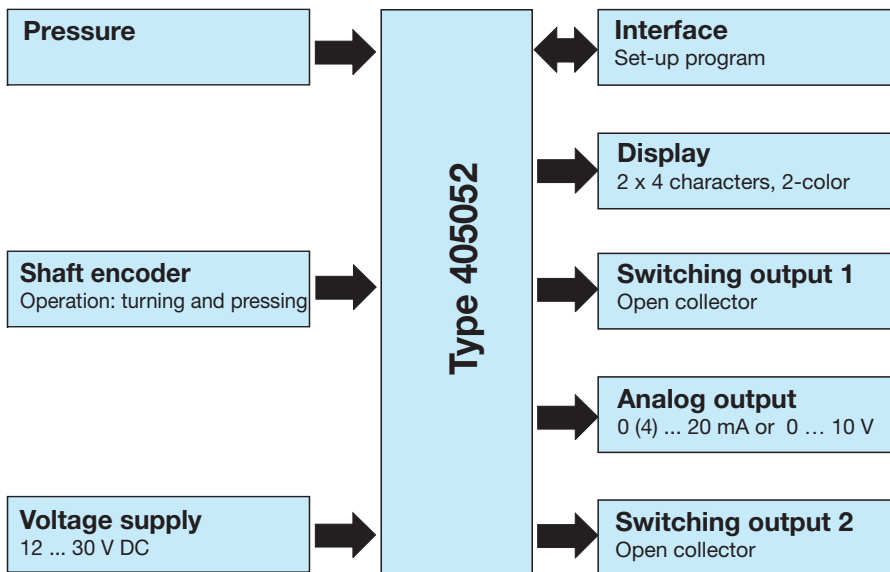 Pressure
Shaft encoder
Operation: turning and pressing
Voltage supply
12 ... 30 V DC
Type 405052
Interface
Set-up program
Display
2 x 4 characters, 2-color
Switching output 1
Open collector
Analog output
0 (4) ... 20 mA or 0 … 10 V
Switching output 2
Open collector